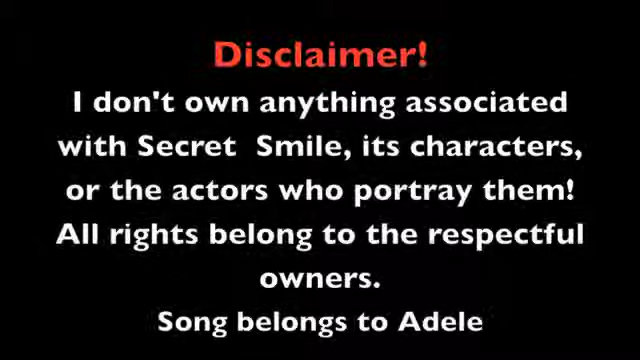 Disclaimer!
I don't own anything associated
with Secret  Smile, its characters,
or the actors who portray them!
All rights belong to the respectful
owners.
Song belongs to Adele